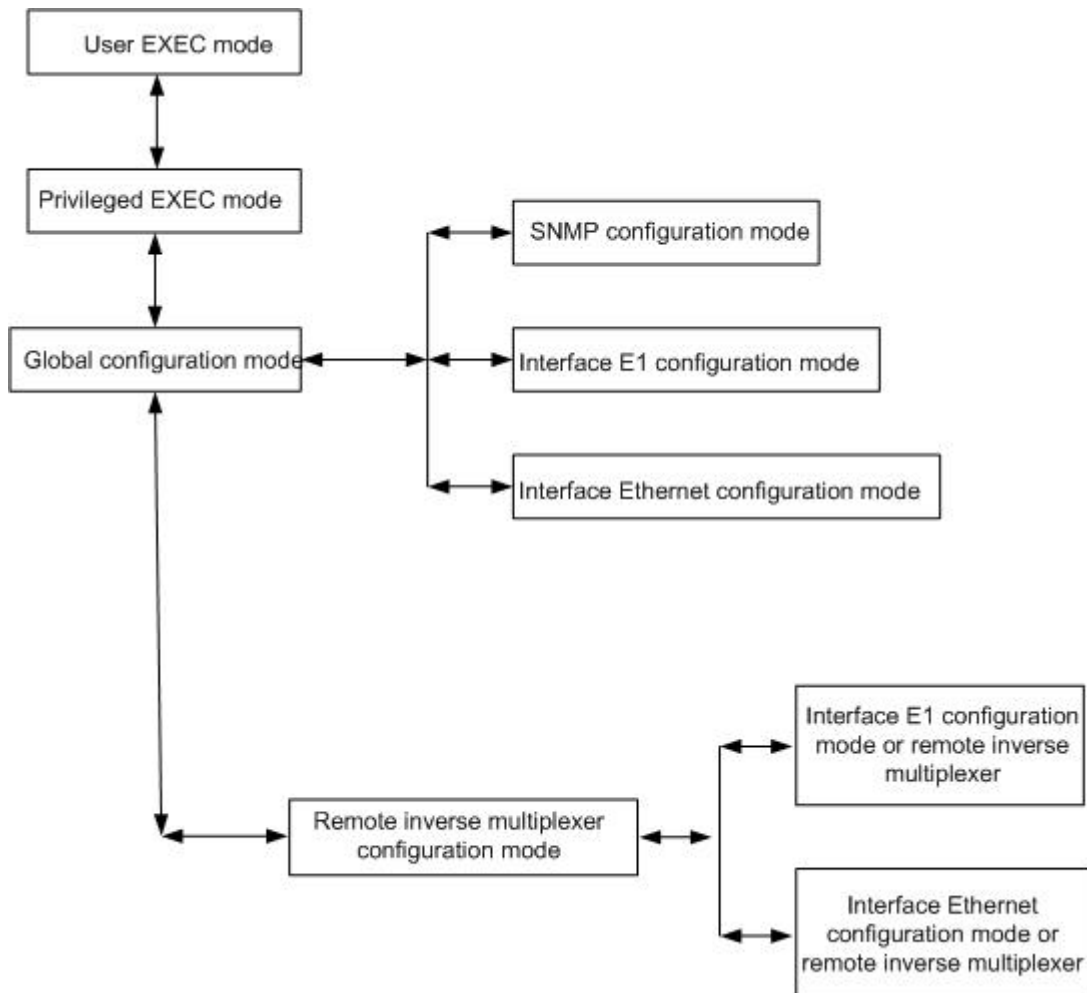 User EXEC mode
Privileged EXEC mode
SNMP configuration mode
Global configuration mode
Interface E1 configuration mode
Interface Ethernet configuration mode
Interface E1 configuration
mode or remote inverse
multiplexer
Remote inverse multiplexer
configuration mode
Interface Ethernet
configuration mode or
remote inverse multiplexer